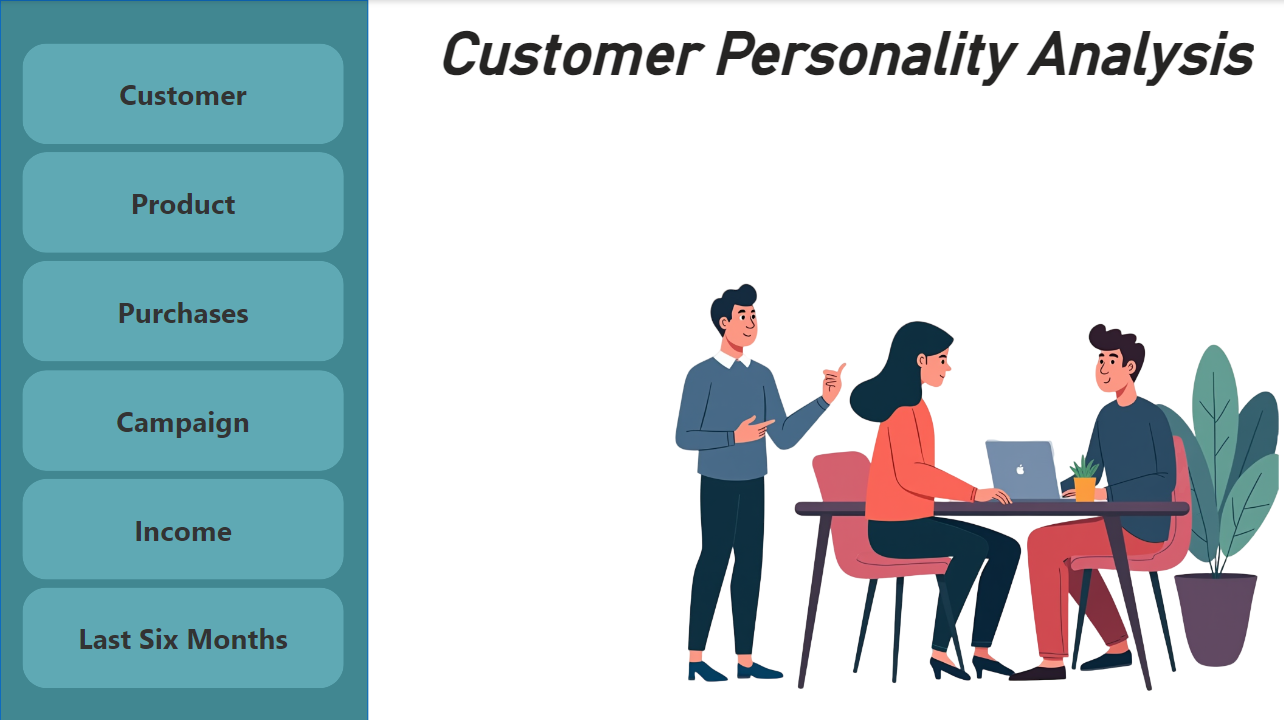 Customer Personality Analysis
Customer
Product
Purchases
Campaign
Income
Last Six Months